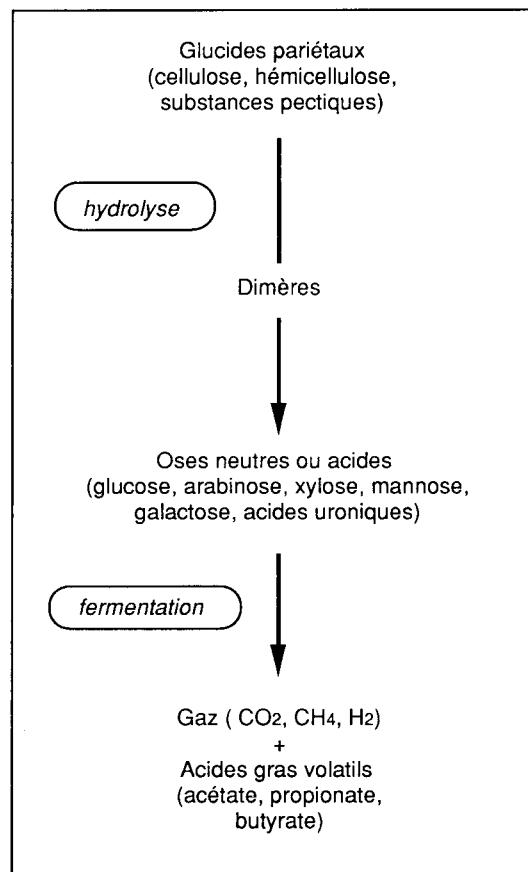 Glucides pariétaux
(cellulose, hémicellulose,
substances pectiques)
hydrolyse
Dimères
Oses neutres ou acides
(glucose, arabinose, xylose, mannose,
galactose, acides uroniques)
fermentation
Gaz ( CO2, CH4, H2)
+
Acides gras volatils
(acétate, propionate,
butyrate)